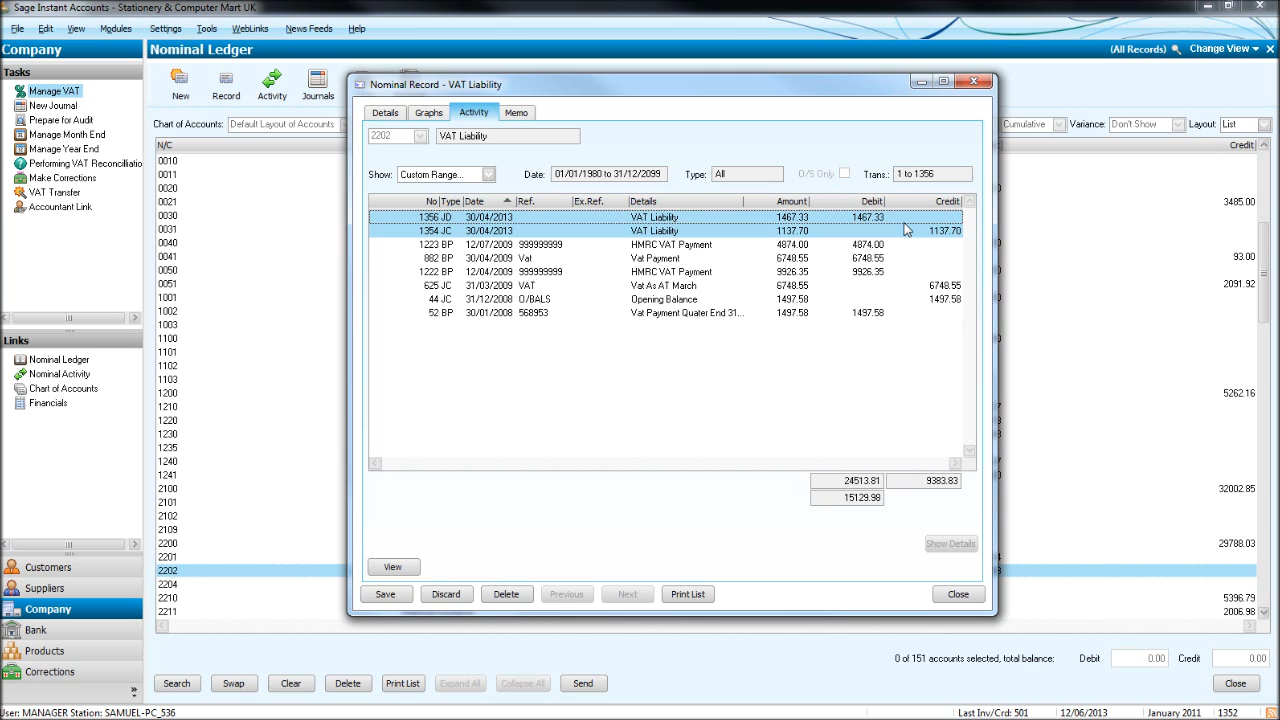 Sage Instant Accounts - Stationery & Computer Mart UK
File Edit View Modules Settings Tools WebLinks News Feeds Help
Company
Nominal Ledger
(All Records) Change View
Tasks
Manage VAT
New Journal
Prepare for Audit
Manage Month End
Manage Year End
Performing VAT Reconciliatio
Make Corrections
VAT Transfer
Accountant Link
New Record Activity Journals
Chart of Accounts: Default Layout of Accounts
Cumulative Variance: Don't Show Layout: List
N/C Credit
0010
0011
0020
0021
0030
0031
0040
0041
0050
0051
1001
1002
1003
1100
1101
1102
1103
1200
1210
1220
1230
1235
1240
1241
2100
2101
2102
2109
2200
2201
2202
2204
2210
2211
3485.00
93.00
2091.92
5262.16
32002.85
29788.03
5396.79
2006.98
Nominal Record - VAT Liability
Details Graphs Activity Memo
2202 VAT Liability
Show: Custom Range... Date: 01/01/1980 to 31/12/2099 Type: All O/S Only Trans.: 1 to 1356
No Type Date Ref. Ex.Ref. Details Amount Debit Credit
1356 JD 30/04/2013 VAT Liability 1467.33 1467.33
1354 JC 30/04/2013 VAT Liability 1137.70 1137.70
1223 BP 12/07/2009 999999999 HMRC VAT Payment 4874.00 4874.00
882 BP 30/04/2009 Vat Vat Payment 6748.55 6748.55
1222 BP 12/04/2009 999999999 HMRC VAT Payment 9926.35 9926.35
625 JC 31/03/2009 VAT Vat As AT March 6748.55 6748.55
44 JC 31/12/2008 O/BALS Opening Balance 1497.58 1497.58
52 BP 30/01/2008 568953 Vat Payment Quater End 31... 1497.58 1497.58
24513.81 9383.83
15129.98
Show Details
View
Save Discard Delete Previous Next Print List Close
Links
Nominal Ledger
Nominal Activity
Chart of Accounts
Financials
Customers
Suppliers
Company
Bank
Products
Corrections
0 of 151 accounts selected, total balance: Debit 0.00 Credit 0.00
Search Swap Clear Delete Print List Expand All Collapse All Send Close
User: MANAGER Station: SAMUEL-PC_536
Last Inv/Crd: 501 12/06/2013 January 2011 1352